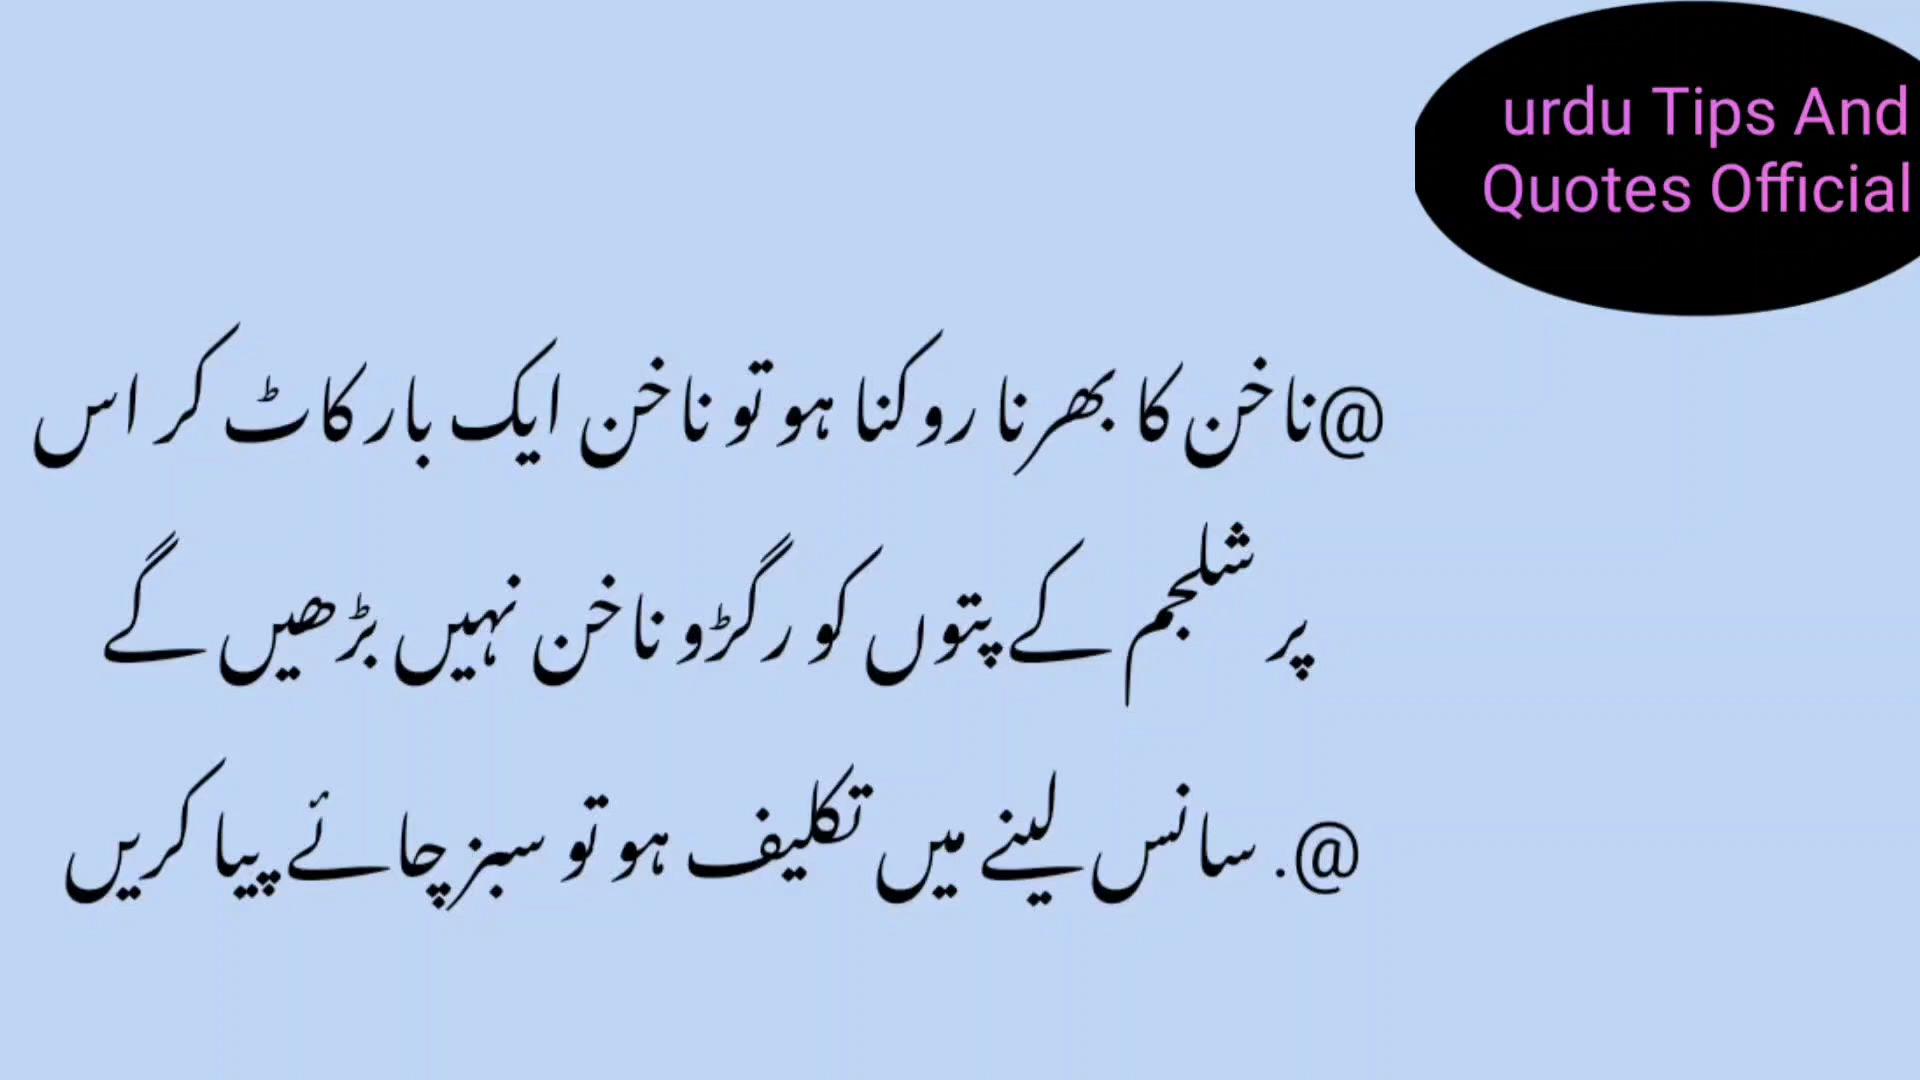 urdu Tips And
Quotes Official
@ناخن کا بھرنا روکنا ہو تو ناخن ایک بار کاٹ کر اس
پر شلجم کے پتوں کو رگڑو ناخن نہیں بڑھیں گے
@. سانس لینے میں تکلیف ہو تو سبز چائے پیا کریں